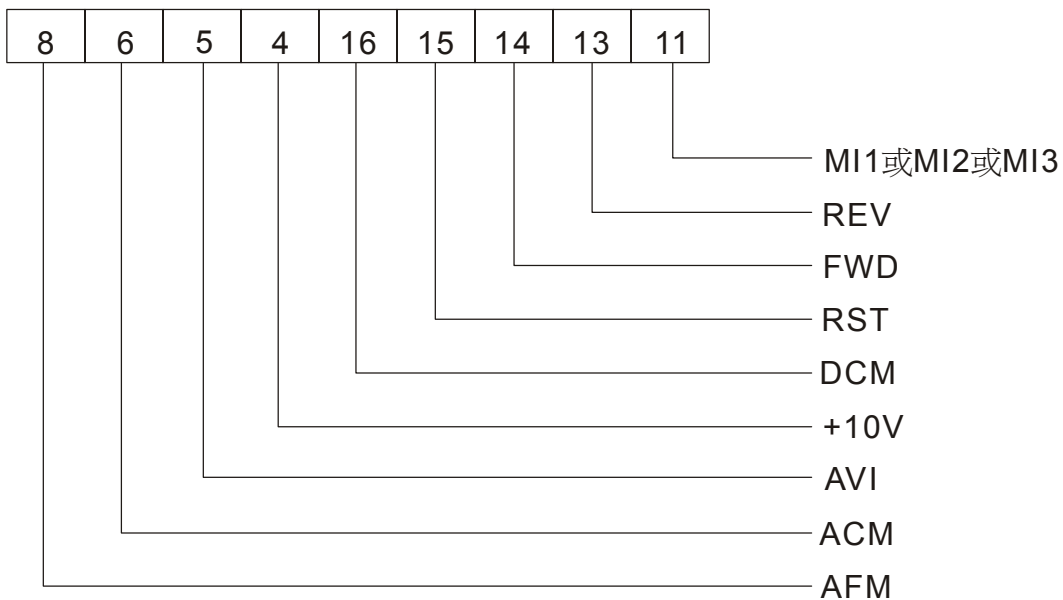 8 6 5 4 16 15 14 13 11
MI1或MI2或MI3
REV
FWD
RST
DCM
+10V
AVI
ACM
AFM